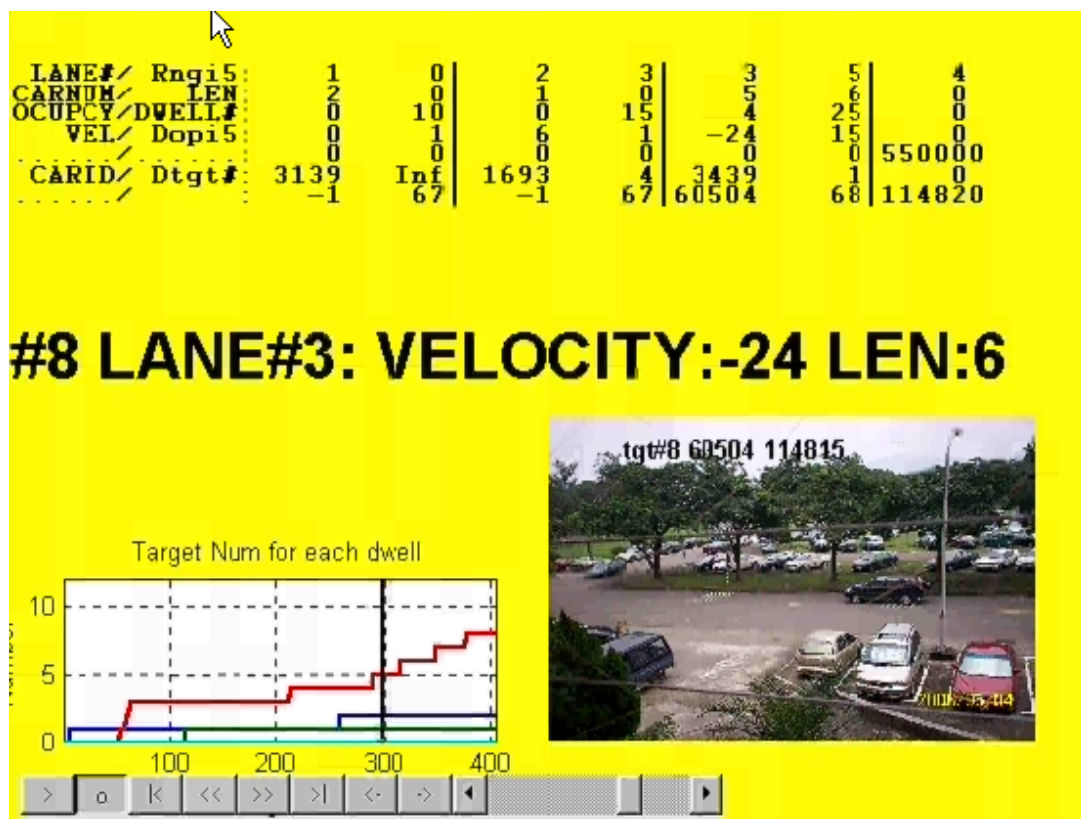 LANE#/ Rngi5: 1 0 2 3 3 5 4
CARNUM/ LEN 2 0 1 0 5 6 0
OCUPCY/DWELL# 0 10 0 15 4 25 0
VEL/ Dopi5 0 1 6 1 -24 15 0
......./ : 0 0 0 0 0 0 550000
CARID/ Dtgt#: 3139 Inf 1693 4 3439 1 0
......./ : -1 67 -1 67 60504 68 114820
#8 LANE#3: VELOCITY:-24 LEN:6
tgt#8 60504 114815
Target Num for each dwell
10
5
0
100 200 300 400
> o |< << >> >| <- ->